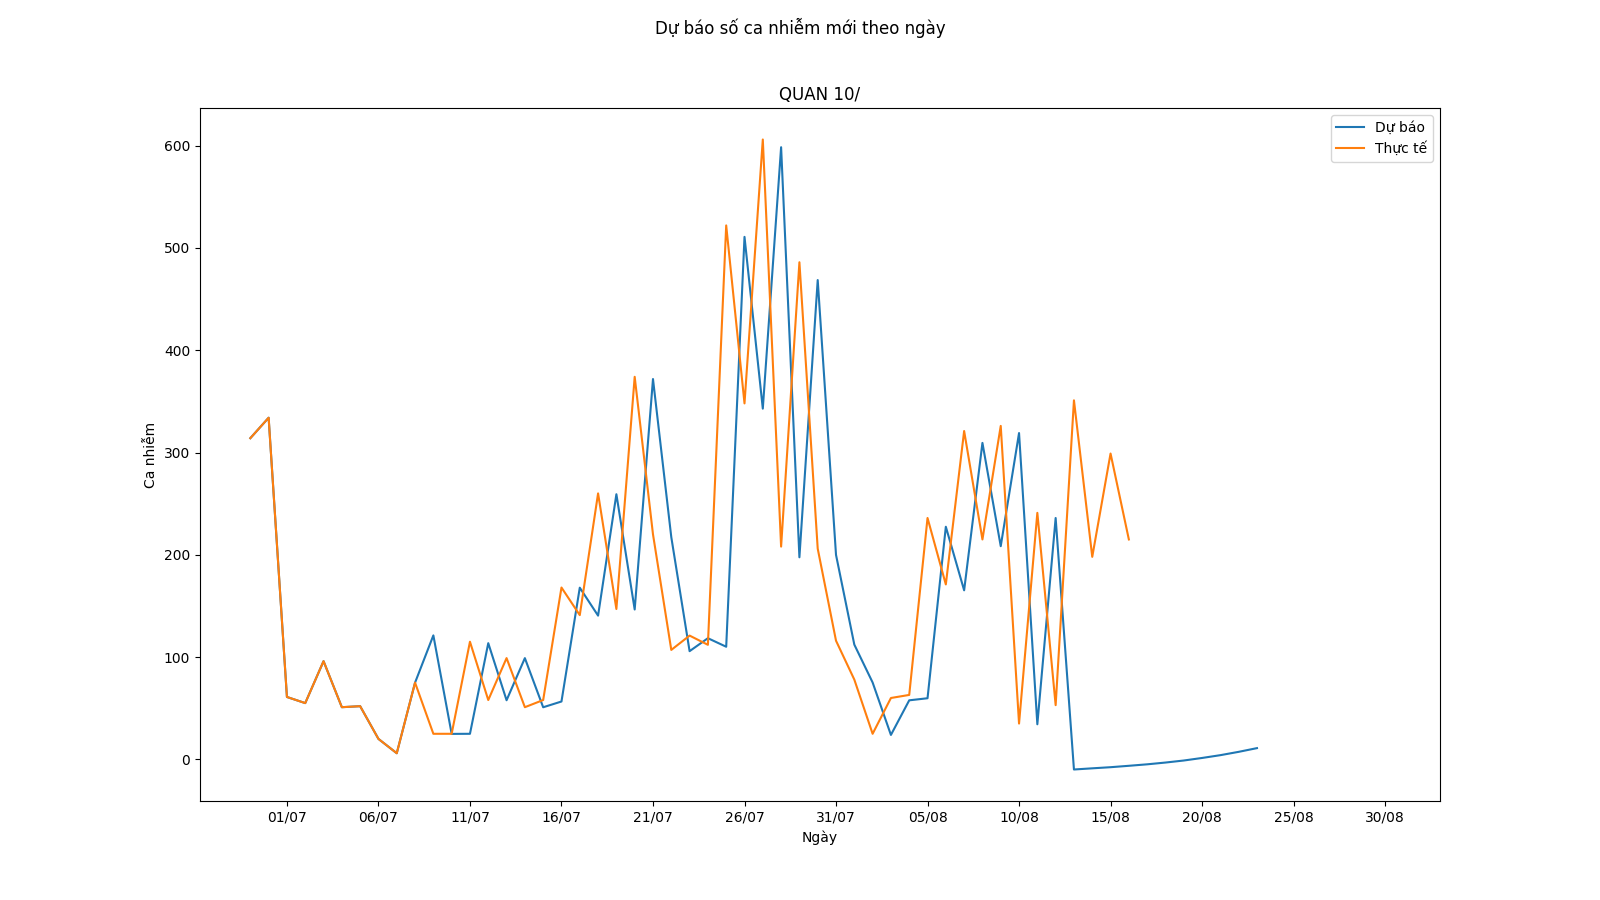 Dự báo số ca nhiễm mới theo ngày
QUAN 10/
Dự báo
Thực tế
600
500
400
300
200
100
0
Ca nhiễm
01/07 06/07 11/07 16/07 21/07 26/07 31/07 05/08 10/08 15/08 20/08 25/08 30/08
Ngày